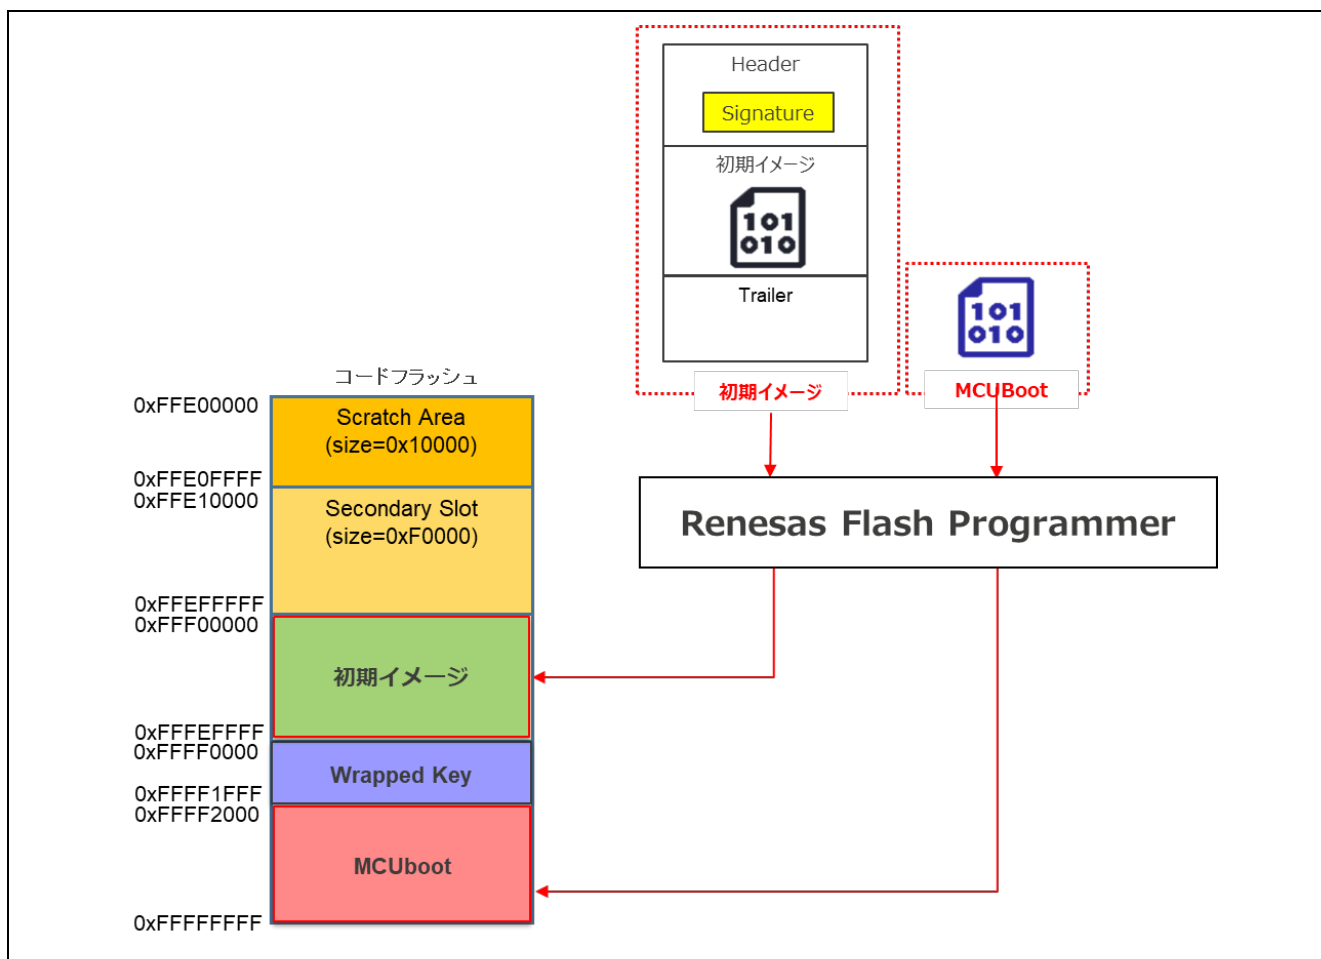 Header
Signature
初期イメージ
101
010
Trailer
初期イメージ
101
010
MCUBoot
Renesas Flash Programmer
コードフラッシュ
0xFFE00000
Scratch Area
(size=0x10000)
0xFFE0FFFF
0xFFE10000
Secondary Slot
(size=0xF0000)
0xFFEFFFFF
0xFFF00000
初期イメージ
0xFFFEFFFF
0xFFFF0000
Wrapped Key
0xFFFF1FFF
0xFFFF2000
MCUboot
0xFFFFFFFF